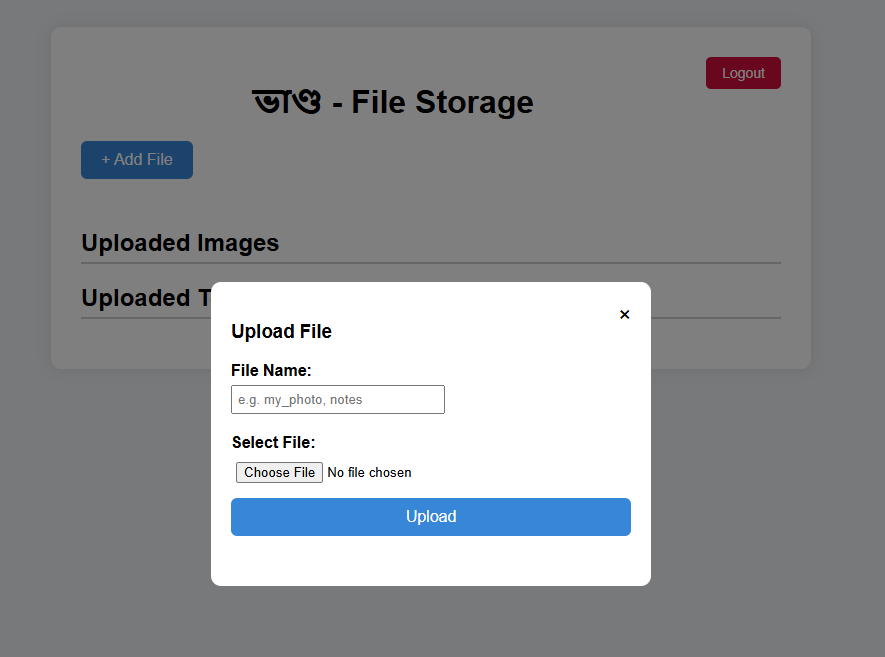 Logout
ভাণ্ড - File Storage
+ Add File
Uploaded Images
Uploaded T
×
Upload File
File Name:
e.g. my_photo, notes
Select File:
Choose File No file chosen
Upload